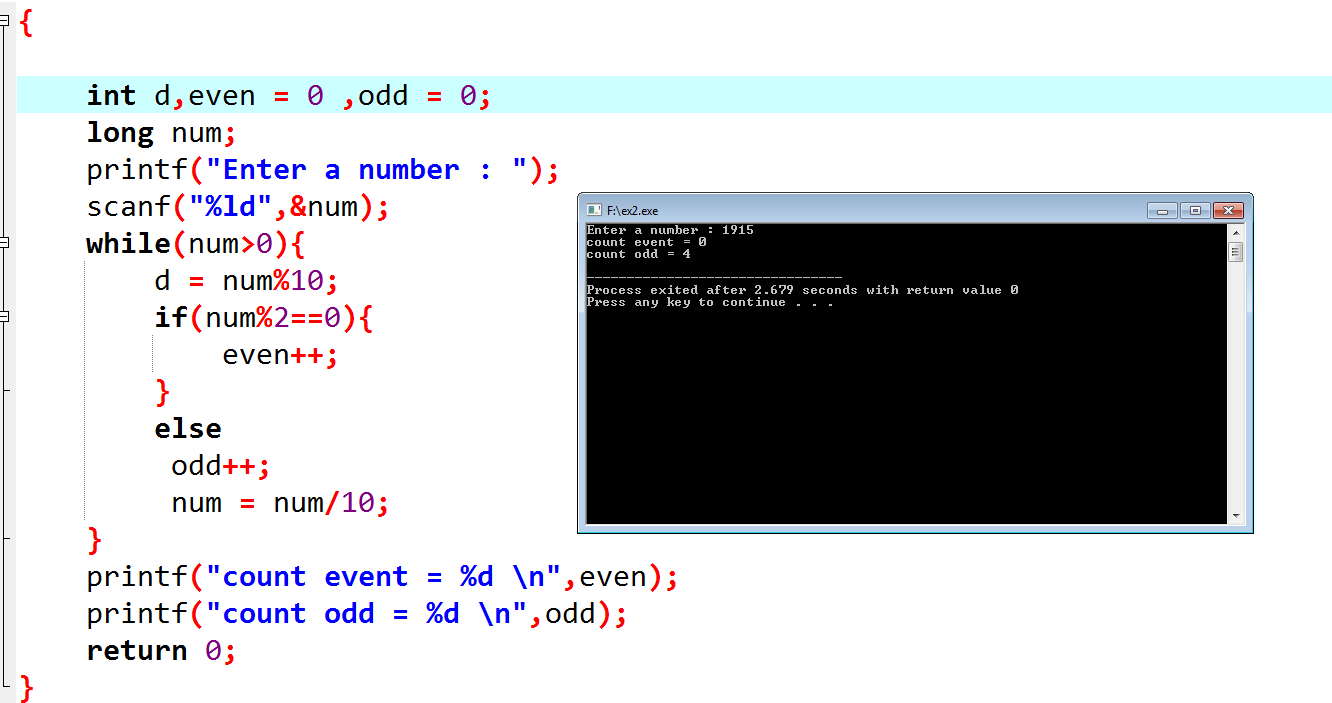 {
int d,even = 0 ,odd = 0;
long num;
printf("Enter a number : ");
scanf("%ld",&num);
while(num>0){
d = num%10;
if(num%2==0){
even++;
}
else
odd++;
num = num/10;
}
printf("count event = %d \n",even);
printf("count odd = %d \n",odd);
return 0;
}
F:\ex2.exe
Enter a number : 1915
count event = 0
count odd = 4
--------------------------------
Process exited after 2.679 seconds with return value 0
Press any key to continue . . .